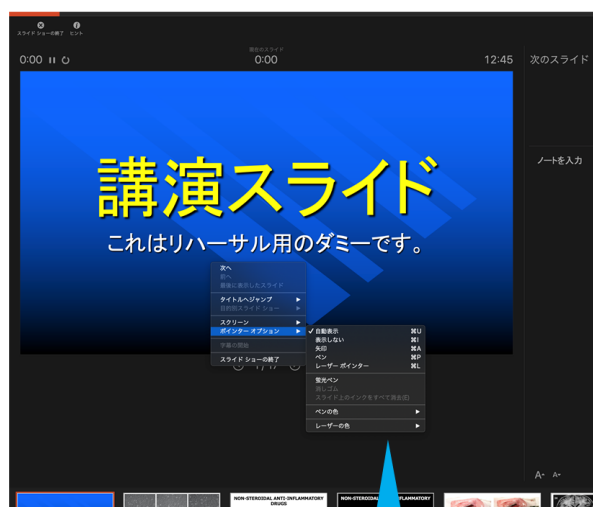 スライド ショーの終了 ヒント
現在のスライド
0:00
0:00
12:45
次のスライド
講演スライド
これはリハーサル用のダミーです。
ノートを入力
次へ
前へ
最後に表示したスライド
タイトルへジャンプ
目的別スライド ショー
スクリーン
ポインター オプション
字幕の開始
スライド ショーの終了
✓ 自動表示 ⌘U
表示しない ⌘I
矢印 ⌘A
ペン ⌘P
レーザー ポインター ⌘L
蛍光ペン
消しゴム
スライド上のインクをすべて消去(E)
ペンの色
レーザーの色
A
A
NON-STEROIDAL ANTI-INFLAMMATORY
DRUGS
NON-STEROIDAL